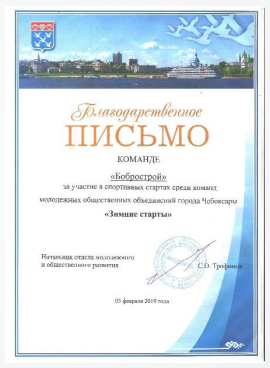 Благодарственное
ПИСЬМО
КОМАНДЕ
«Бобрострой»
за участие в спортивных стартах среди команд
молодежных общественных объединений города Чебоксары
«Зимние старты»
Начальник отдела молодежного
и общественного развития
С.О. Трофимов
03 февраля 2019 года